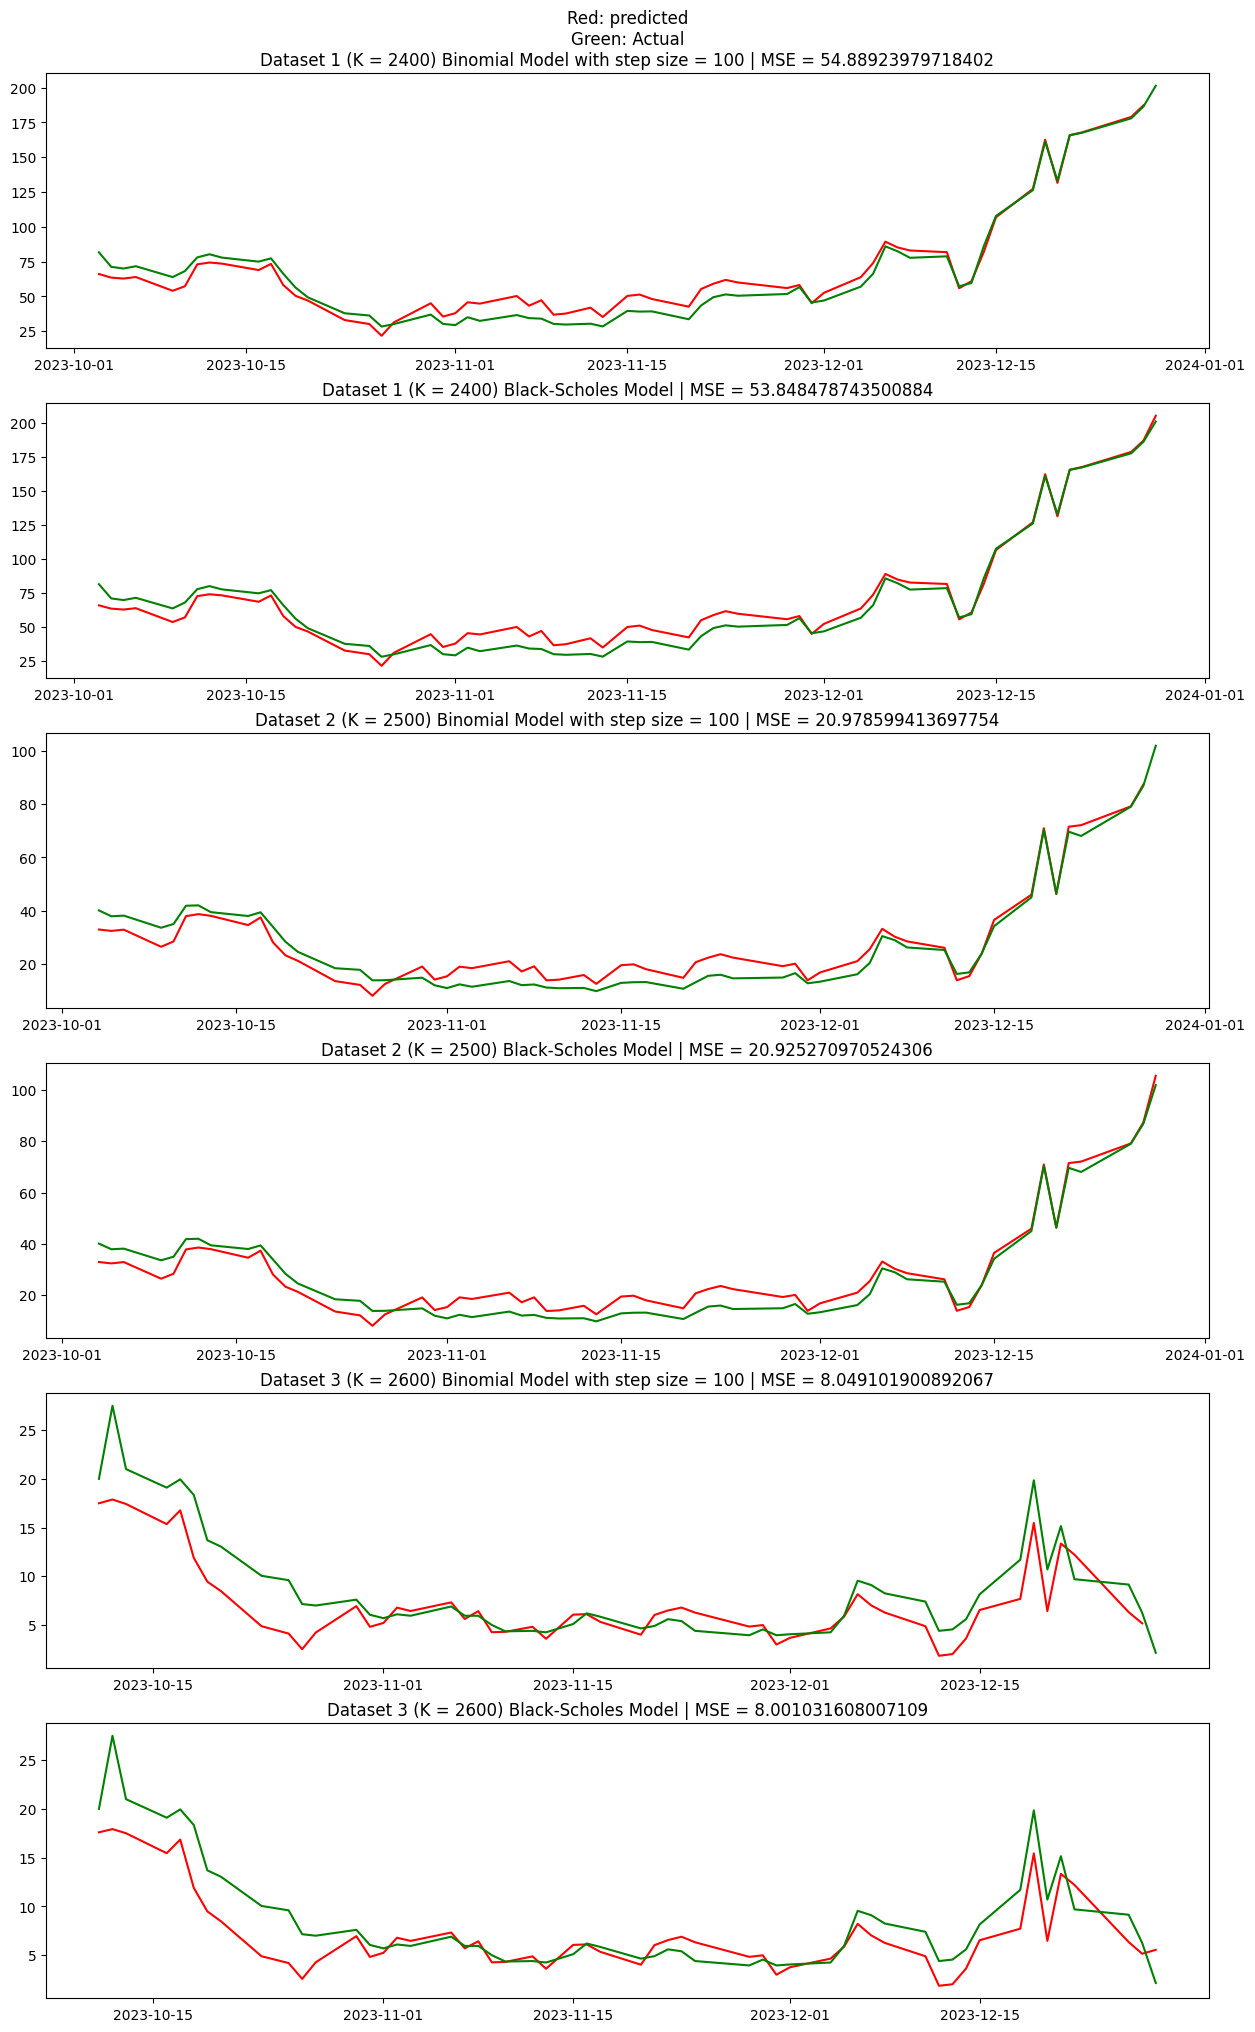 Red: predicted
Green: Actual
Dataset 1 (K = 2400) Binomial Model with step size = 100 | MSE = 54.88923979718402
200
175
150
125
100
75
50
25
2023-10-01 2023-10-15 2023-11-01 2023-11-15 2023-12-01 2023-12-15 2024-01-01
Dataset 1 (K = 2400) Black-Scholes Model | MSE = 53.848478743500884
200
175
150
125
100
75
50
25
2023-10-01 2023-10-15 2023-11-01 2023-11-15 2023-12-01 2023-12-15 2024-01-01
Dataset 2 (K = 2500) Binomial Model with step size = 100 | MSE = 20.978599413697754
100
80
60
40
20
2023-10-01 2023-10-15 2023-11-01 2023-11-15 2023-12-01 2023-12-15 2024-01-01
Dataset 2 (K = 2500) Black-Scholes Model | MSE = 20.925270970524306
100
80
60
40
20
2023-10-01 2023-10-15 2023-11-01 2023-11-15 2023-12-01 2023-12-15 2024-01-01
Dataset 3 (K = 2600) Binomial Model with step size = 100 | MSE = 8.049101900892067
25
20
15
10
5
2023-10-15 2023-11-01 2023-11-15 2023-12-01 2023-12-15
Dataset 3 (K = 2600) Black-Scholes Model | MSE = 8.001031608007109
25
20
15
10
5
2023-10-15 2023-11-01 2023-11-15 2023-12-01 2023-12-15